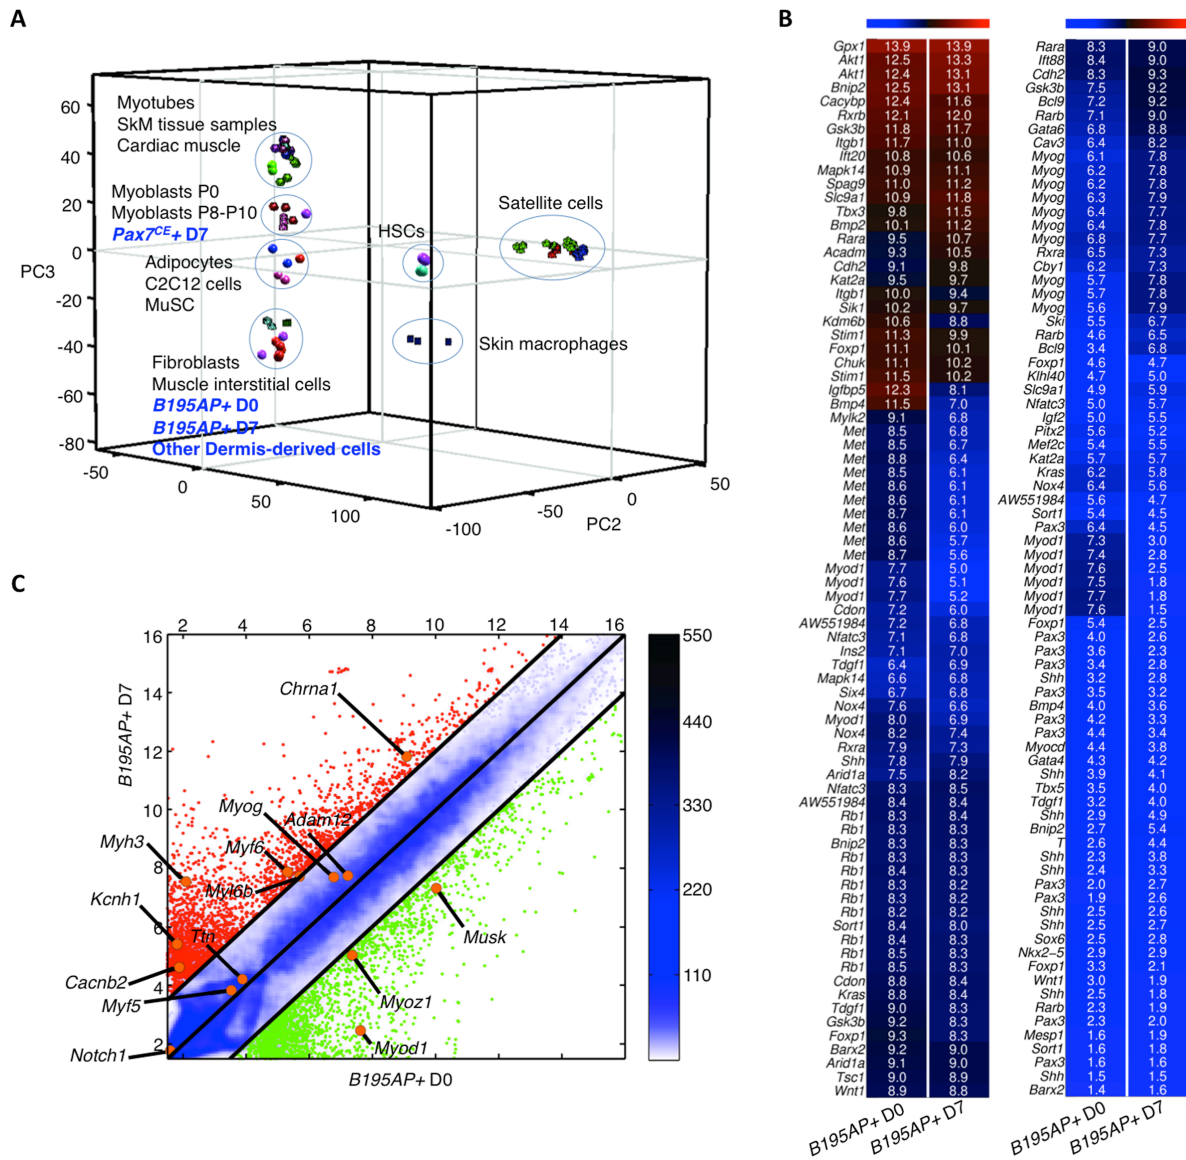 A
60
40
20
0
-20
-40
-60
-80
PC3
-50
0
50
100
-100
-50
0
50
PC2
Myotubes
SkM tissue samples
Cardiac muscle
Myoblasts P0
Myoblasts P8-P10
Pax7CE+ D7
Adipocytes
C2C12 cells
MuSC
Fibroblasts
Muscle interstitial cells
B195AP+ D0
B195AP+ D7
Other Dermis-derived cells
HSCs
Satellite cells
Skin macrophages
B
Gpx1 13.9 13.9
Akt1 12.5 13.3
Akt1 12.4 13.1
Bnip2 12.5 13.1
Cacybp 12.4 11.6
Rxrb 12.1 12.0
Gsk3b 11.8 11.7
Itgb1 11.7 11.0
Ift20 10.8 10.6
Mapk14 10.9 11.1
Spag9 11.0 11.2
Slc9a1 10.9 11.8
Tbx3 9.8 11.5
Bmp2 10.1 11.2
Rara 9.5 10.7
Acadm 9.3 10.5
Cdh2 9.1 9.8
Kat2a 9.5 9.7
Itgb1 10.0 9.4
Sik1 10.2 9.7
Kdm6b 10.6 8.8
Stim1 11.3 9.9
Foxp1 11.1 10.1
Chuk 11.1 10.2
Stim1 11.5 10.2
Igfbp5 12.3 8.1
Bmp4 11.5 7.0
Mylk2 9.1 6.8
Met 8.5 6.8
Met 8.5 6.7
Met 8.8 6.4
Met 8.5 6.1
Met 8.6 6.1
Met 8.6 6.1
Met 8.7 6.1
Met 8.6 6.0
Met 8.6 5.7
Met 8.7 5.6
Myod1 7.7 5.0
Myod1 7.6 5.1
Myod1 7.7 5.2
Cdon 7.2 6.0
AW551984 7.2 6.8
Nfatc3 7.1 6.8
Ins2 7.1 7.0
Tdgf1 6.4 6.9
Mapk14 6.6 6.8
Six4 6.7 6.8
Nox4 7.6 6.6
Myod1 8.0 6.9
Nox4 8.2 7.4
Rxra 7.9 7.3
Shh 7.8 7.9
Arid1a 7.5 8.2
Nfatc3 8.3 8.5
AW551984 8.4 8.4
Rb1 8.3 8.4
Rb1 8.3 8.3
Bnip2 8.3 8.3
Rb1 8.4 8.3
Rb1 8.3 8.2
Rb1 8.3 8.2
Rb1 8.2 8.2
Sort1 8.4 8.0
Rb1 8.4 8.3
Rb1 8.5 8.3
Rb1 8.5 8.3
Cdon 8.8 8.4
Kras 8.8 8.4
Tdgf1 9.0 8.3
Gsk3b 9.2 8.3
Foxp1 9.3 8.3
Barx2 9.2 9.0
Arid1a 9.1 9.0
Tsc1 9.0 8.9
Wnt1 8.9 8.8
B195AP+ D0
B195AP+ D7
Rara 8.3 9.0
Ift88 8.4 9.0
Cdh2 8.3 9.3
Gsk3b 7.5 9.2
Bcl9 7.2 9.2
Rarb 7.1 9.0
Gata6 6.8 8.8
Cav3 6.4 8.2
Myog 6.1 7.8
Myog 6.2 7.8
Myog 6.2 7.8
Myog 6.3 7.9
Myog 6.4 7.7
Myog 6.4 7.8
Myog 6.8 7.7
Rxra 6.5 7.3
Cby1 6.2 7.3
Myog 5.7 7.8
Myog 5.7 7.8
Myog 5.6 7.9
Ski 5.5 6.7
Rarb 4.6 6.5
Bcl9 3.4 6.8
Foxp1 4.6 4.7
Klhl40 4.7 5.0
Slc9a1 4.9 5.9
Nfatc3 5.0 5.7
Igf2 5.0 5.5
Pitx2 5.6 5.2
Mef2c 5.4 5.5
Kat2a 5.7 5.7
Kras 6.2 5.8
Nox4 6.4 5.6
AW551984 5.6 4.7
Sort1 5.4 4.5
Pax3 6.4 4.5
Myod1 7.3 3.0
Myod1 7.4 2.8
Myod1 7.6 2.5
Myod1 7.5 1.8
Myod1 7.7 1.8
Myod1 7.6 1.5
Foxp1 5.4 2.5
Pax3 4.0 2.6
Pax3 3.6 2.3
Pax3 3.4 2.8
Shh 3.3 2.8
Pax3 3.5 3.2
Bmp4 4.0 3.6
Pax3 4.2 3.3
Pax3 4.4 3.4
Myocd 4.4 3.8
Gata4 4.3 4.2
Shh 3.9 4.1
Tbx5 3.5 4.0
Tdgf1 3.2 4.0
Shh 2.9 4.9
Bnip2 2.7 5.4
T 2.6 4.4
Shh 2.3 3.8
Shh 2.4 3.3
Pax3 2.0 2.7
Pax3 1.9 2.6
Shh 2.5 2.6
Shh 2.5 2.7
Sox6 2.5 2.8
Nkx2-5 2.9 2.9
Foxp1 3.3 2.1
Wnt1 3.0 1.9
Shh 2.5 1.8
Rarb 2.3 1.9
Pax3 2.3 2.0
Mesp1 1.6 1.9
Sort1 1.6 1.8
Pax3 1.6 1.6
Shh 1.5 1.5
Barx2 1.4 1.6
B195AP+ D0
B195AP+ D7
C
2 4 6 8 10 12 14 16
16
14
12
10
8
6
4
2
B195AP+ D7
B195AP+ D0
Chrna1
Myog
Adam12
Myh3
Myf6
Myl6b
Kcnh1
Ttn
Musk
Cacnb2
Myf5
Myoz1
Notch1
Myod1
550
440
330
220
110